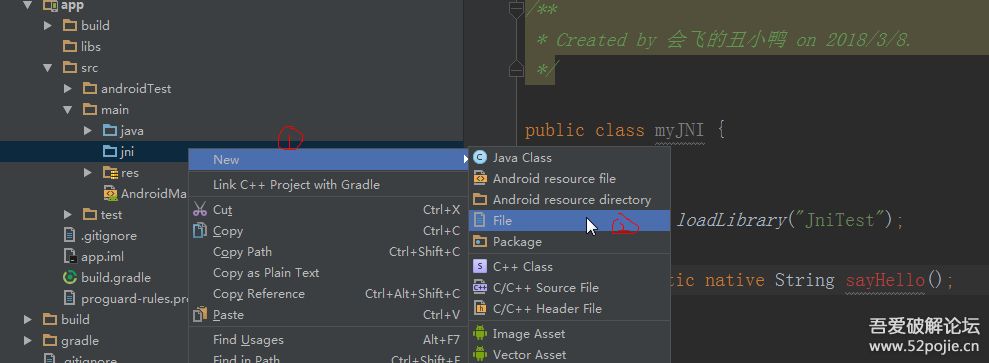 app
build
libs
src
androidTest
main
java
jni
res
AndroidMa
test
.gitignore
app.iml
build.gradle
proguard-rules.pro
build
gradle
.gitignore
1
New
Link C++ Project with Gradle
Cut Ctrl+X
Copy Ctrl+C
Copy Path Ctrl+Shift+C
Copy as Plain Text
Copy Reference Ctrl+Alt+Shift+C
Paste Ctrl+V
Find Usages Alt+F7
Find in Path Ctrl+Shift+F
Java Class
Android resource file
Android resource directory
File
2
Package
C++ Class
C/C++ Source File
C/C++ Header File
Image Asset
Vector Asset
/**
* Created by 会飞的丑小鸭 on 2018/3/8.
*/
public class myJNI {
loadLibrary("JniTest");
tic native String sayHello();
吾爱破解论坛
www.52pojie.cn